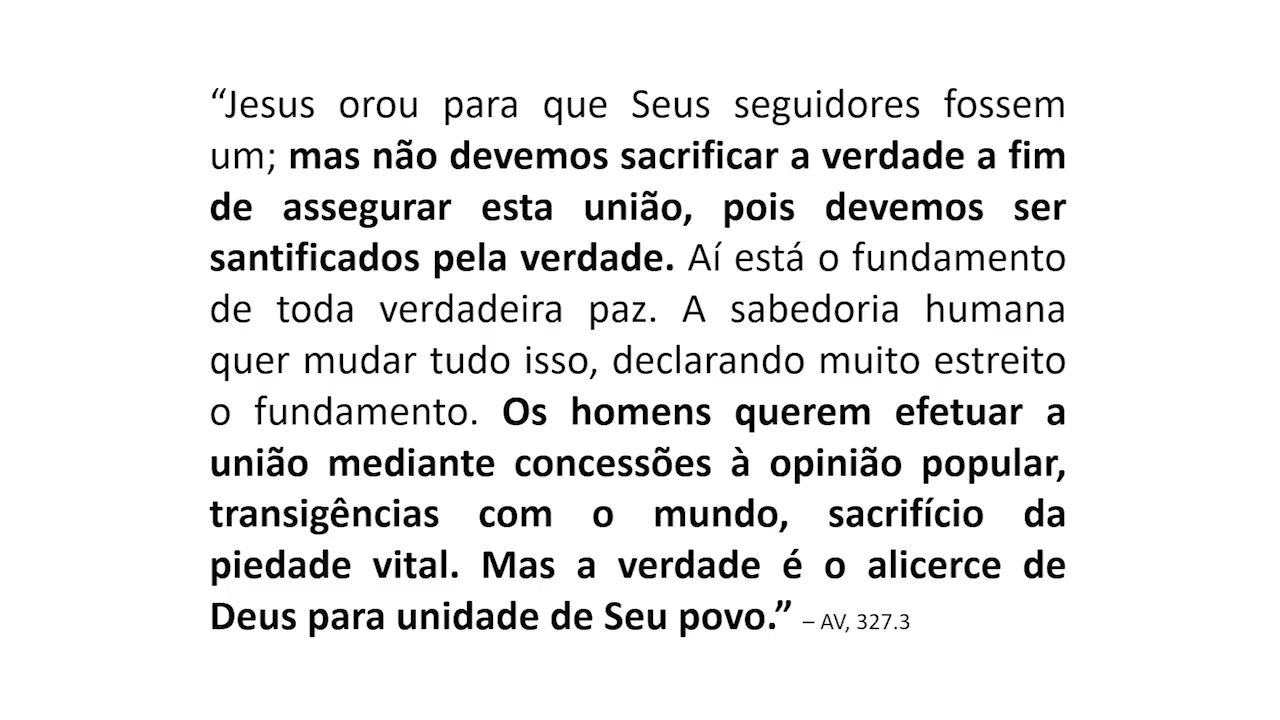 “Jesus orou para que Seus seguidores fossem
um; mas não devemos sacrificar a verdade a fim
de assegurar esta união, pois devemos ser
santificados pela verdade. Aí está o fundamento
de toda verdadeira paz. A sabedoria humana
quer mudar tudo isso, declarando muito estreito
o fundamento. Os homens querem efetuar a
união mediante concessões à opinião popular,
transigências com o mundo, sacrifício da
piedade vital. Mas a verdade é o alicerce de
Deus para unidade de Seu povo.” – AV, 327.3